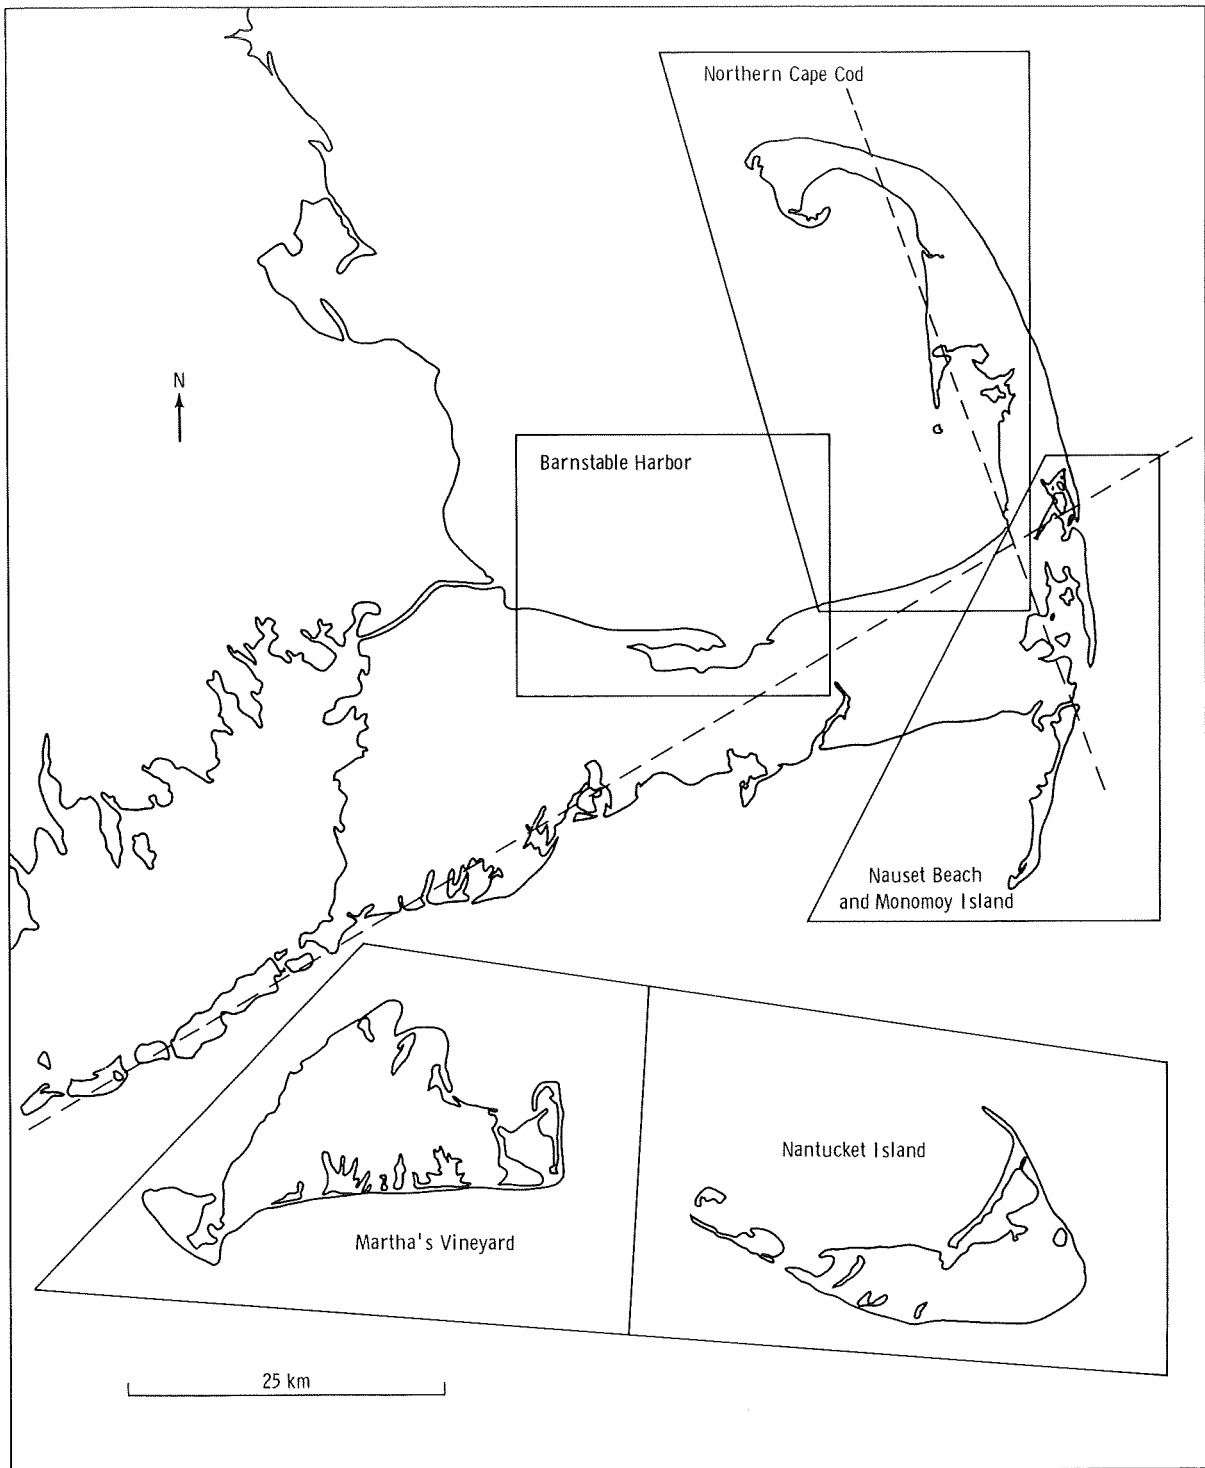 Northern Cape Cod
N
Barnstable Harbor
Nauset Beach
and Monomoy Island
Nantucket Island
Martha's Vineyard
25 km